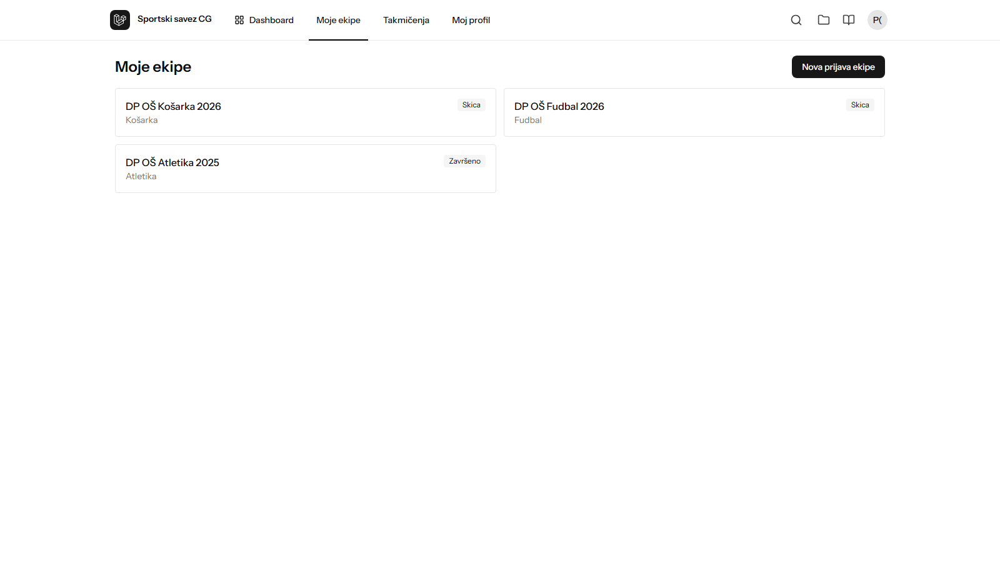 Sportski savez CG
Dashboard
Moje ekipe
Takmičenja
Moj profil
P(
Moje ekipe
Nova prijava ekipe
DP OŠ Košarka 2026
Skica
Košarka
DP OŠ Fudbal 2026
Skica
Fudbal
DP OŠ Atletika 2025
Završeno
Atletika